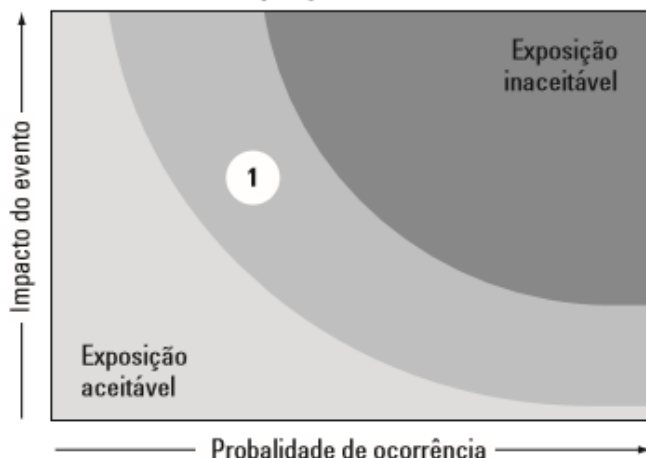 Exposição
inaceitável
Impacto do evento
1
Exposição
aceitável
Probalidade de ocorrência